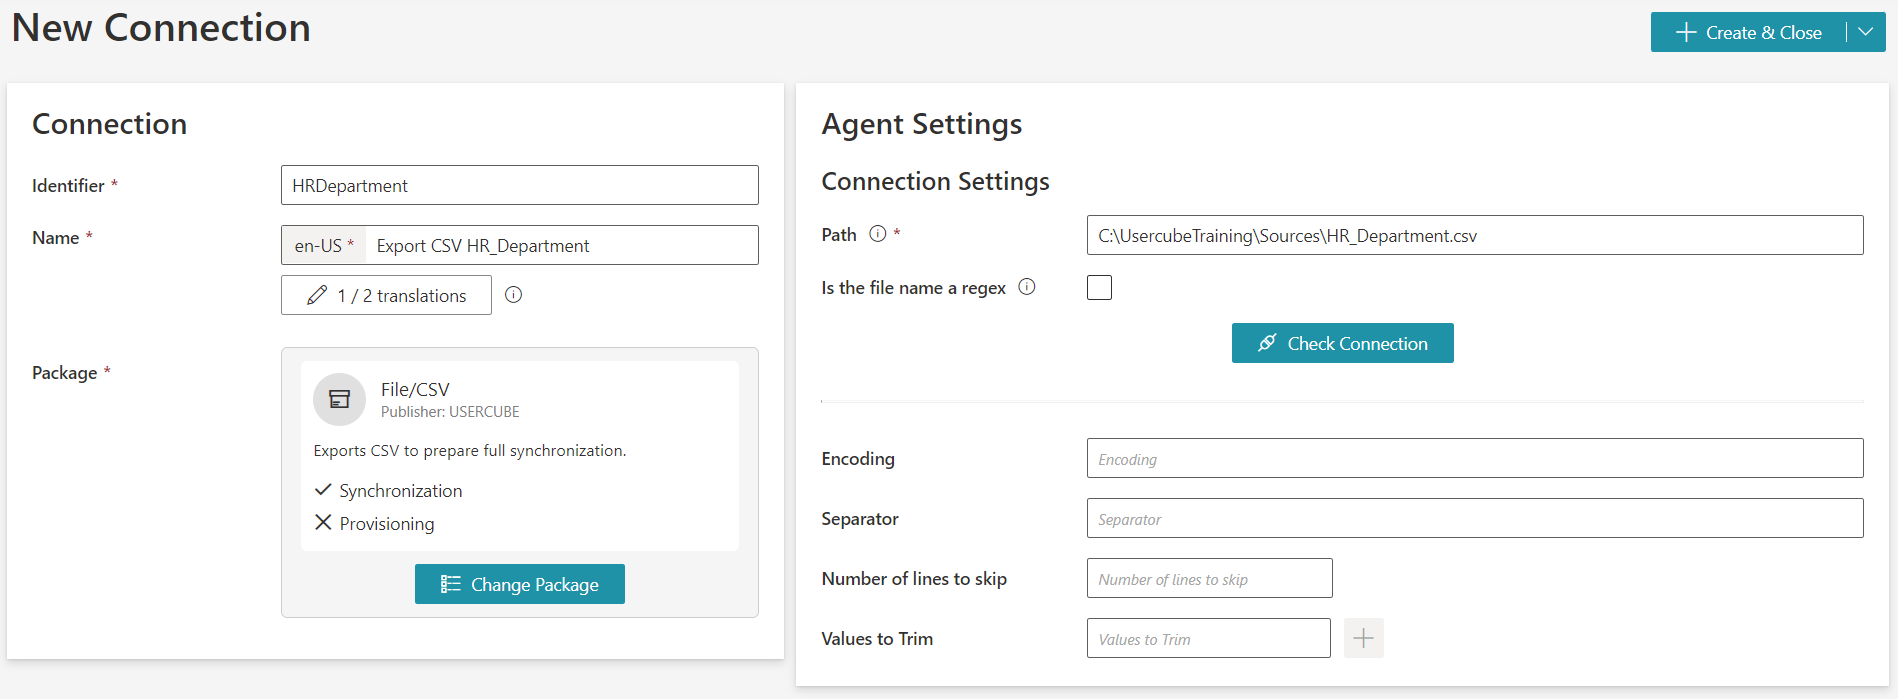 New Connection
+ Create & Close
Connection
Identifier *
HRDepartment
Name *
en-US * Export CSV HR_Department
1 / 2 translations
Package *
File/CSV
Publisher: USERCUBE
Exports CSV to prepare full synchronization.
Synchronization
Provisioning
Change Package
Agent Settings
Connection Settings
Path *
C:\UsercubeTraining\Sources\HR_Department.csv
Is the file name a regex
Check Connection
Encoding
Encoding
Separator
Separator
Number of lines to skip
Number of lines to skip
Values to Trim
Values to Trim